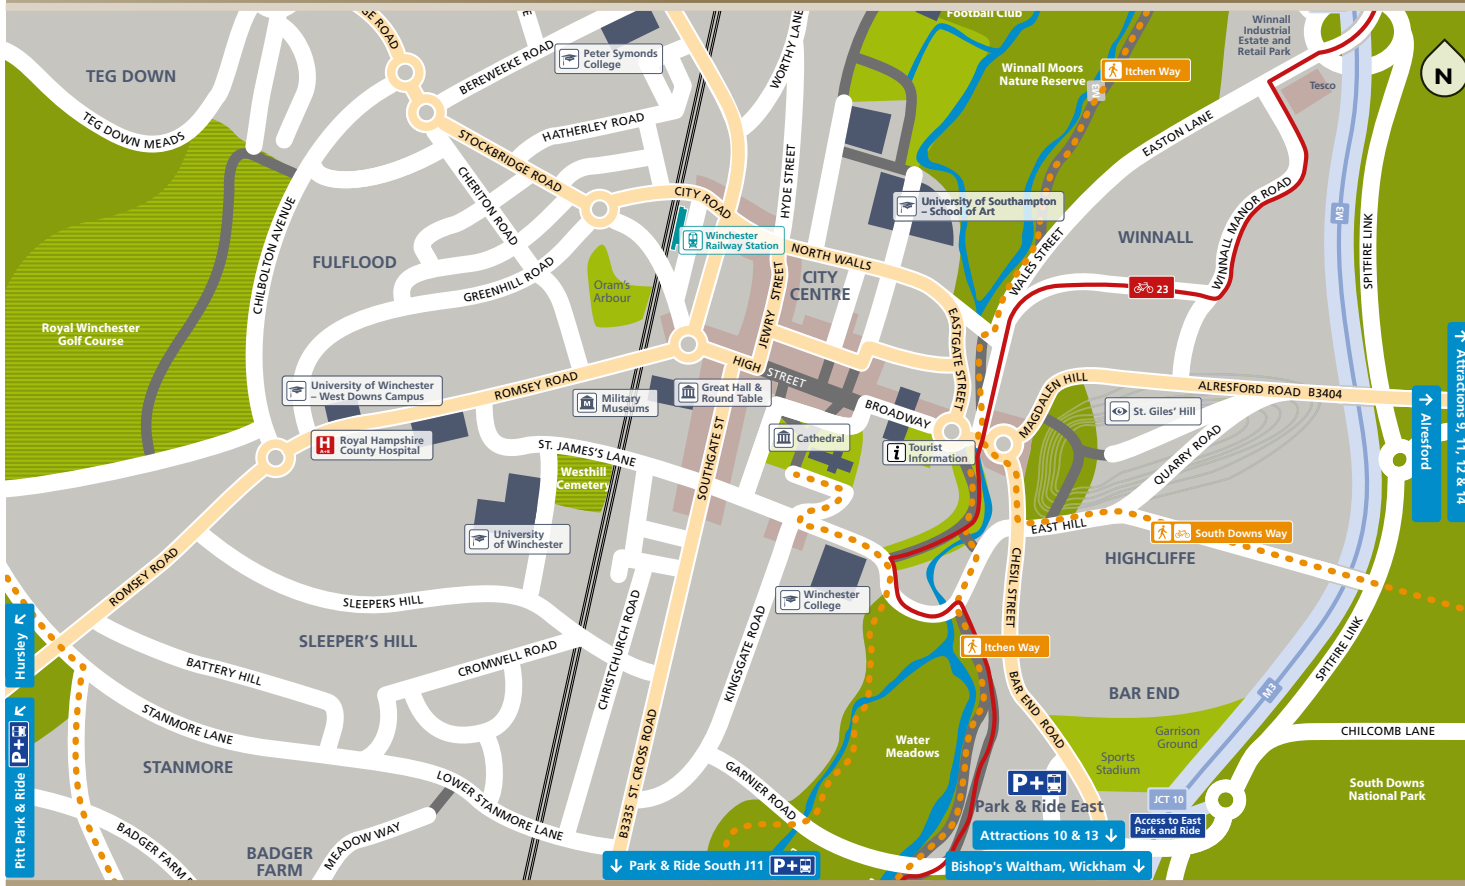 GE ROAD
Football Club
Winnall
Industrial
Estate and
Retail Park
TEG DOWN
BEREWEEKE ROAD
Peter Symonds
College
WORTHY LANE
Winnall Moors
Nature Reserve
Itchen Way
M3
N
Tesco
TEG DOWN MEADS
STOCKBRIDGE ROAD
HATHERLEY ROAD
EASTON LANE
CHERITON ROAD
CITY ROAD
HYDE STREET
University of Southampton
– School of Art
WINNALL MANOR ROAD
M3
SPITFIRE LINK
CHILBOLTON AVENUE
FULFLOOD
Winchester
Railway Station
NORTH WALLS
WALES STREET
WINNALL
GREENHILL ROAD
Oram's
Arbour
JEWRY STREET
CITY
CENTRE
23
Royal Winchester
Golf Course
EASTGATE STREET
HIGH STREET
University of Winchester
– West Downs Campus
ROMSEY ROAD
Military
Museums
Great Hall &
Round Table
MAGDALEN HILL
ALRESFORD ROAD B3404
Attractions 9, 11, 12 & 14
Alresford
BROADWAY
St. Giles' Hill
Royal Hampshire
County Hospital
H
A+E
ST. JAMES'S LANE
Cathedral
i
Tourist
Information
QUARRY ROAD
Westhill
Cemetery
SOUTHGATE ST
University
of Winchester
EAST HILL
South Downs Way
HIGHCLIFFE
ROMSEY ROAD
CHESIL STREET
SLEEPERS HILL
Winchester
College
Hursley
SLEEPER'S HILL
CHRISTCHURCH ROAD
KINGSGATE ROAD
Itchen Way
SPITFIRE LINK
BATTERY HILL
CROMWELL ROAD
M3
BAR END
BAR END ROAD
STANMORE LANE
Garrison
Ground
CHILCOMB LANE
Water
Meadows
Sports
Stadium
STANMORE
Pitt Park & Ride P+
B3335 ST. CROSS ROAD
GARNIER ROAD
P+
Park & Ride East
JCT 10
South Downs
National Park
LOWER STANMORE LANE
Access to East
Park and Ride
Attractions 10 & 13
BADGER FARM R
MEADOW WAY
BADGER
FARM
Park & Ride South J11 P+
Bishop's Waltham, Wickham